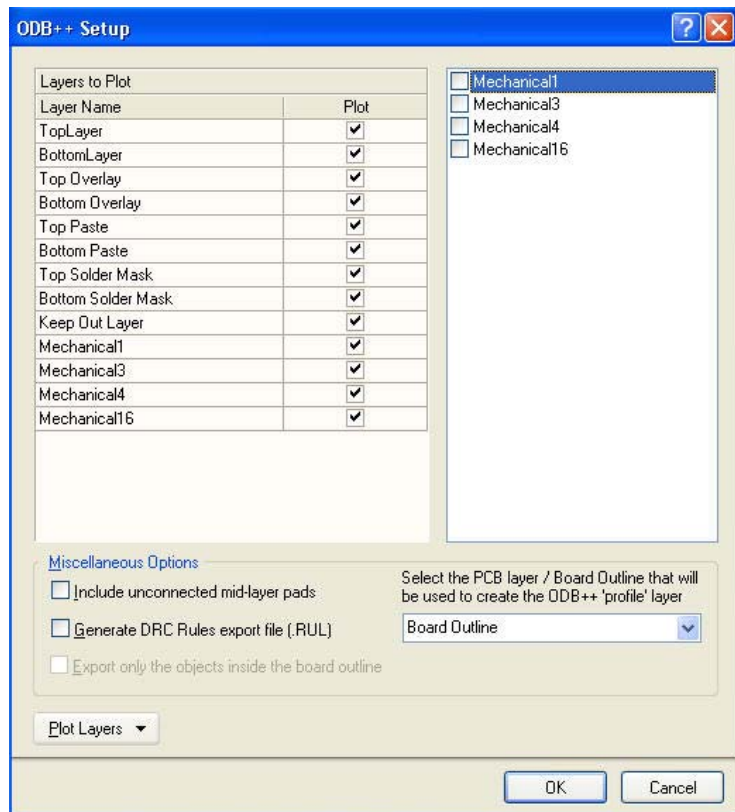 ODB++ Setup
Layers to Plot
Layer Name Plot
TopLayer
BottomLayer
Top Overlay
Bottom Overlay
Top Paste
Bottom Paste
Top Solder Mask
Bottom Solder Mask
Keep Out Layer
Mechanical1
Mechanical3
Mechanical4
Mechanical16
Mechanical1
Mechanical3
Mechanical4
Mechanical16
Miscellaneous Options
Include unconnected mid-layer pads
Generate DRC Rules export file (.RUL)
Export only the objects inside the board outline
Select the PCB layer / Board Outline that will
be used to create the ODB++ 'profile' layer
Board Outline
Plot Layers
OK
Cancel